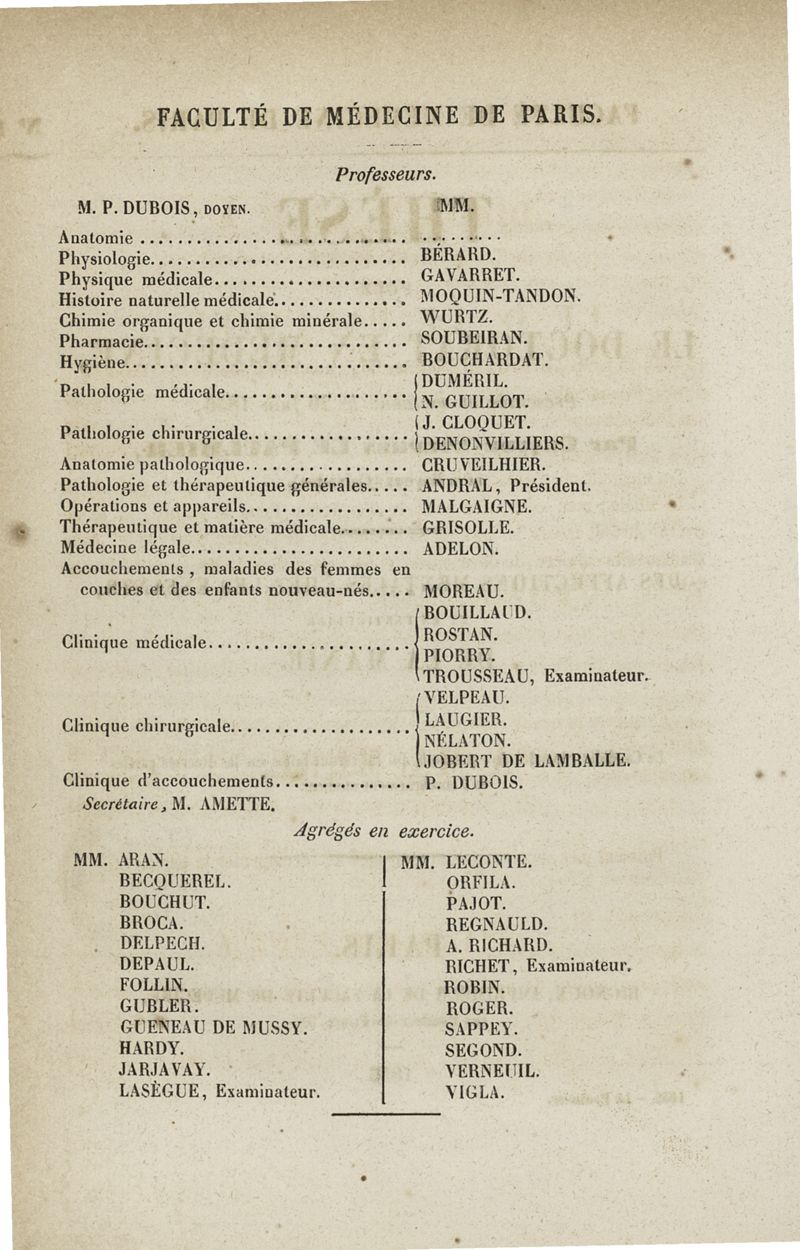 FACULTÉ DE MÉDECINE DE PARIS.
Professeurs.
M. P. DUBOIS, DOYEN. MM.
Anatomie ............................. .........
Physiologie............................ BÉRARD.
Physique médicale..................... GAVARRET.
Histoire naturelle médicale............... MOQUIN-TANDON.
Chimie organique et chimie minérale..... WURTZ.
Pharmacie............................ SOUBEIRAN.
Hygiène.............................. BOUCHARDAT.
Pathologie médicale.................... { DUMÉRIL.
{ N. GUILLOT.
Pathologie chirurgicale.................. { J. CLOQUET.
{ DENONVILLIERS.
Anatomie pathologique.................. CRUVEILHIER.
Pathologie et thérapeutique générales..... ANDRAL, Président.
Opérations et appareils.................. MALGAIGNE.
Thérapeutique et matière médicale........ GRISOLLE.
Médecine légale........................ ADELON.
Accouchements, maladies des femmes en
couches et des enfants nouveau-nés..... MOREAU.
Clinique médicale...................... { BOUILLAUD.
ROSTAN.
PIORRY.
TROUSSEAU, Examinateur.
Clinique chirurgicale.................... { VELPEAU.
LAUGIER.
NÉLATON.
JOBERT DE LAMBALLE.
Clinique d'accouchements............... P. DUBOIS.
Secrétaire, M. AMETTE.
Agrégés en exercice.
MM. ARAN.
BECQUEREL.
BOUCHUT.
BROCA.
DELPECH.
DEPAUL.
FOLLIN.
GUBLER.
GUENEAU DE MUSSY.
HARDY.
JARJAVAY.
LASÈGUE, Examinateur.
MM. LECONTE.
ORFILA.
PAJOT.
REGNAULD.
A. RICHARD.
RICHET, Examinateur.
ROBIN.
ROGER.
SAPPEY.
SEGOND.
VERNEUIL.
VIGLA.